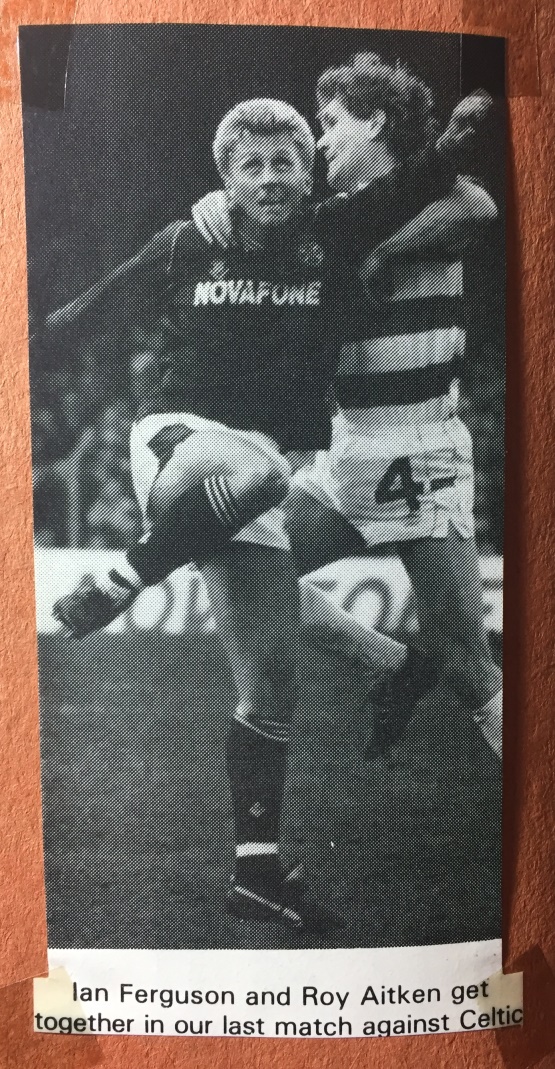 NOVAFONE
4
Ian Ferguson and Roy Aitken get
together in our last match against Celtic